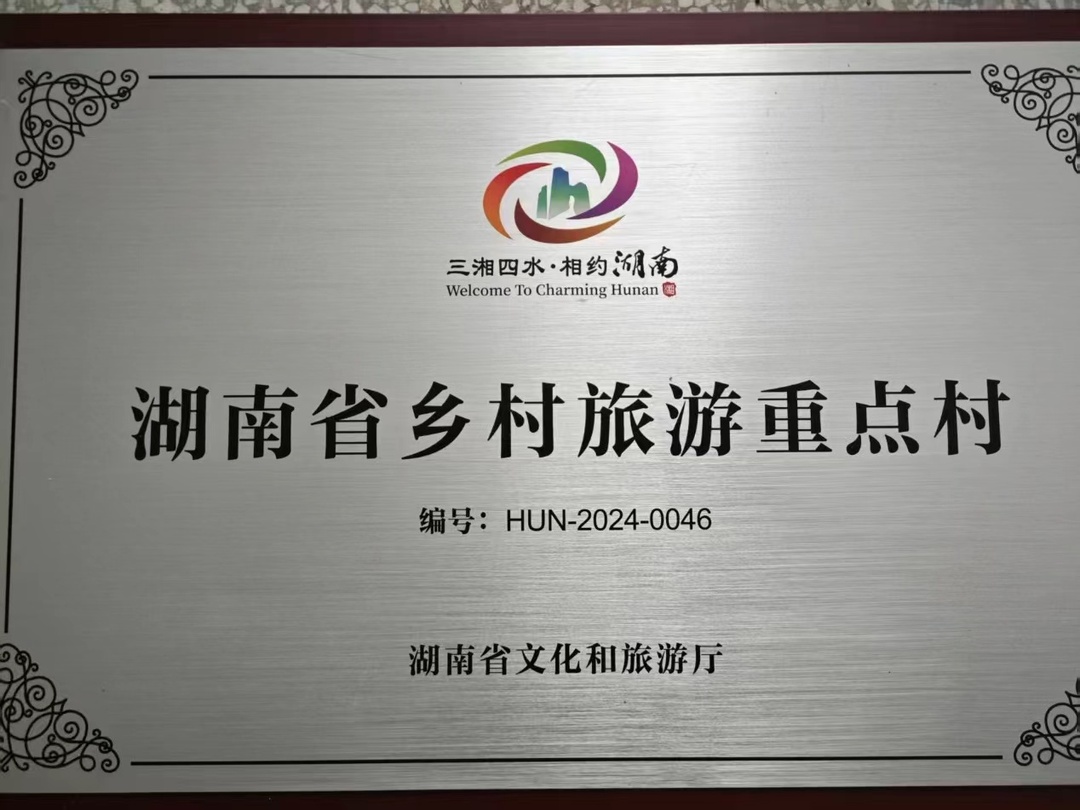 三湘四水·相约湖南
Welcome To Charming Hunan
湖南省乡村旅游重点村
编号：HUN-2024-0046
湖南省文化和旅游厅